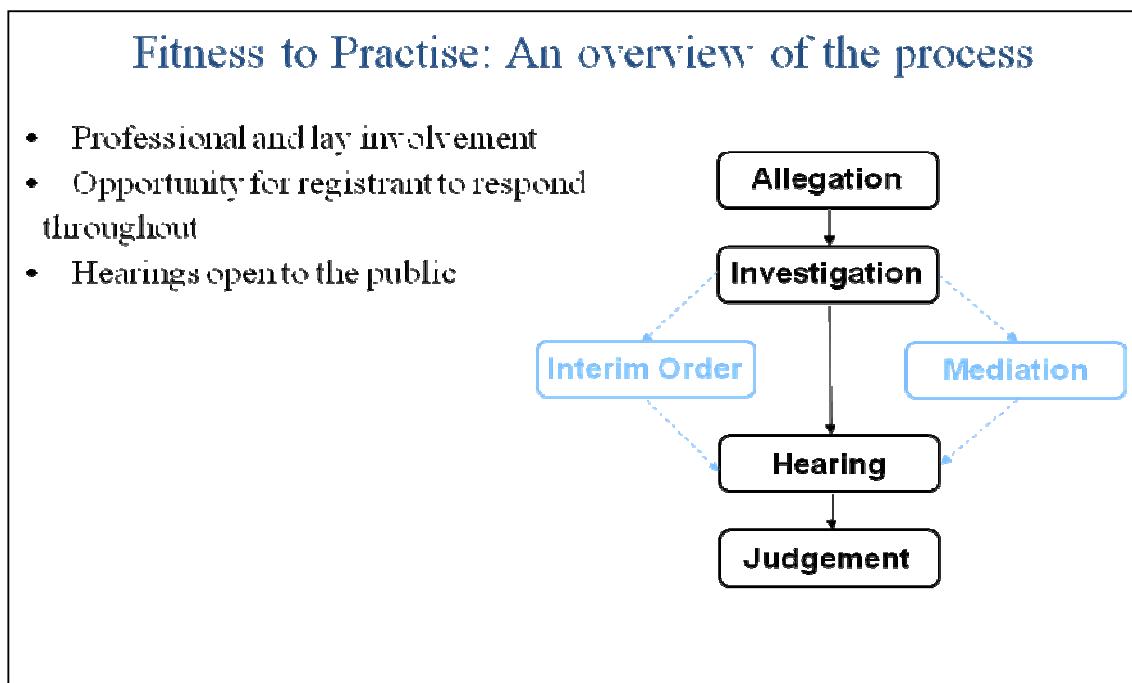 Fitness to Practise: An overview of the process
• Professional and lay involvement
• Opportunity for registrant to respond
throughout
• Hearings open to the public
Allegation
Investigation
Interim Order
Mediation
Hearing
Judgement